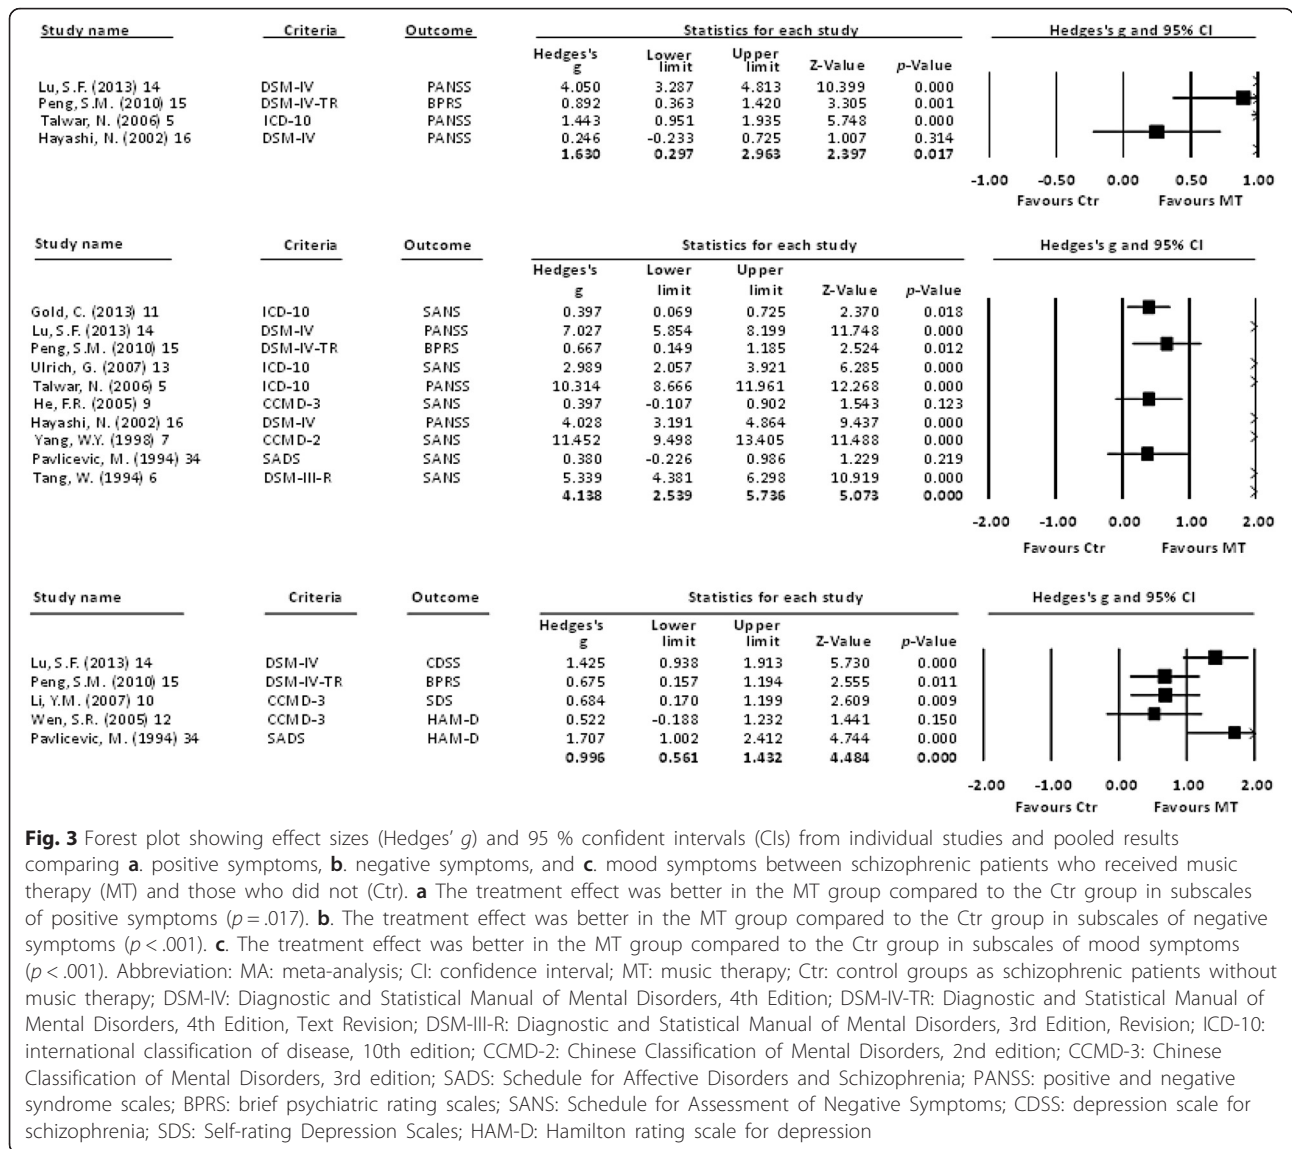 Study name Criteria Outcome Statistics for each study Hedges's g and 95% CI
Hedges's g Lower limit Upper limit Z-Value p-Value
Lu, S.F. (2013) 14 DSM-IV PANSS 4.050 3.287 4.813 10.399 0.000
Peng, S.M. (2010) 15 DSM-IV-TR BPRS 0.892 0.363 1.420 3.305 0.001
Talwar, N. (2006) 5 ICD-10 PANSS 1.443 0.951 1.935 5.748 0.000
Hayashi, N. (2002) 16 DSM-IV PANSS 0.246 -0.233 0.725 1.007 0.314
1.630 0.297 2.963 2.397 0.017
-1.00 -0.50 0.00 0.50 1.00
Favours Ctr Favours MT
Study name Criteria Outcome Statistics for each study Hedges's g and 95% CI
Hedges's g Lower limit Upper limit Z-Value p-Value
Gold, C. (2013) 11 ICD-10 SANS 0.397 0.069 0.725 2.370 0.018
Lu, S.F. (2013) 14 DSM-IV PANSS 7.027 5.854 8.199 11.748 0.000
Peng, S.M. (2010) 15 DSM-IV-TR BPRS 0.667 0.149 1.185 2.524 0.012
Ulrich, G. (2007) 13 ICD-10 SANS 2.989 2.057 3.921 6.285 0.000
Talwar, N. (2006) 5 ICD-10 PANSS 10.314 8.666 11.961 12.268 0.000
He, F.R. (2005) 9 CCMD-3 SANS 0.397 -0.107 0.902 1.543 0.123
Hayashi, N. (2002) 16 DSM-IV PANSS 4.028 3.191 4.864 9.437 0.000
Yang, W.Y. (1998) 7 CCMD-2 SANS 11.452 9.498 13.405 11.488 0.000
Pavlicevic, M. (1994) 34 SADS SANS 0.380 -0.226 0.986 1.229 0.219
Tang, W. (1994) 6 DSM-III-R SANS 5.339 4.381 6.298 10.919 0.000
4.138 2.539 5.736 5.073 0.000
-2.00 -1.00 0.00 1.00 2.00
Favours Ctr Favours MT
Study name Criteria Outcome Statistics for each study Hedges's g and 95% CI
Hedges's g Lower limit Upper limit Z-Value p-Value
Lu, S.F. (2013) 14 DSM-IV CDSS 1.425 0.938 1.913 5.730 0.000
Peng, S.M. (2010) 15 DSM-IV-TR BPRS 0.675 0.157 1.194 2.555 0.011
Li, Y.M. (2007) 10 CCMD-3 SDS 0.684 0.170 1.199 2.609 0.009
Wen, S.R. (2005) 12 CCMD-3 HAM-D 0.522 -0.188 1.232 1.441 0.150
Pavlicevic, M. (1994) 34 SADS HAM-D 1.707 1.002 2.412 4.744 0.000
0.996 0.561 1.432 4.484 0.000
-2.00 -1.00 0.00 1.00 2.00
Favours Ctr Favours MT
Fig. 3 Forest plot showing effect sizes (Hedges' g) and 95 % confident intervals (CIs) from individual studies and pooled results
comparing a. positive symptoms, b. negative symptoms, and c. mood symptoms between schizophrenic patients who received music
therapy (MT) and those who did not (Ctr). a The treatment effect was better in the MT group compared to the Ctr group in subscales
of positive symptoms (p = .017). b. The treatment effect was better in the MT group compared to the Ctr group in subscales of negative
symptoms (p < .001). c. The treatment effect was better in the MT group compared to the Ctr group in subscales of mood symptoms
(p < .001). Abbreviation: MA: meta-analysis; CI: confidence interval; MT: music therapy; Ctr: control groups as schizophrenic patients without
music therapy; DSM-IV: Diagnostic and Statistical Manual of Mental Disorders, 4th Edition; DSM-IV-TR: Diagnostic and Statistical Manual of
Mental Disorders, 4th Edition, Text Revision; DSM-III-R: Diagnostic and Statistical Manual of Mental Disorders, 3rd Edition, Revision; ICD-10:
international classification of disease, 10th edition; CCMD-2: Chinese Classification of Mental Disorders, 2nd edition; CCMD-3: Chinese
Classification of Mental Disorders, 3rd edition; SADS: Schedule for Affective Disorders and Schizophrenia; PANSS: positive and negative
syndrome scales; BPRS: brief psychiatric rating scales; SANS: Schedule for Assessment of Negative Symptoms; CDSS: depression scale for
schizophrenia; SDS: Self-rating Depression Scales; HAM-D: Hamilton rating scale for depression